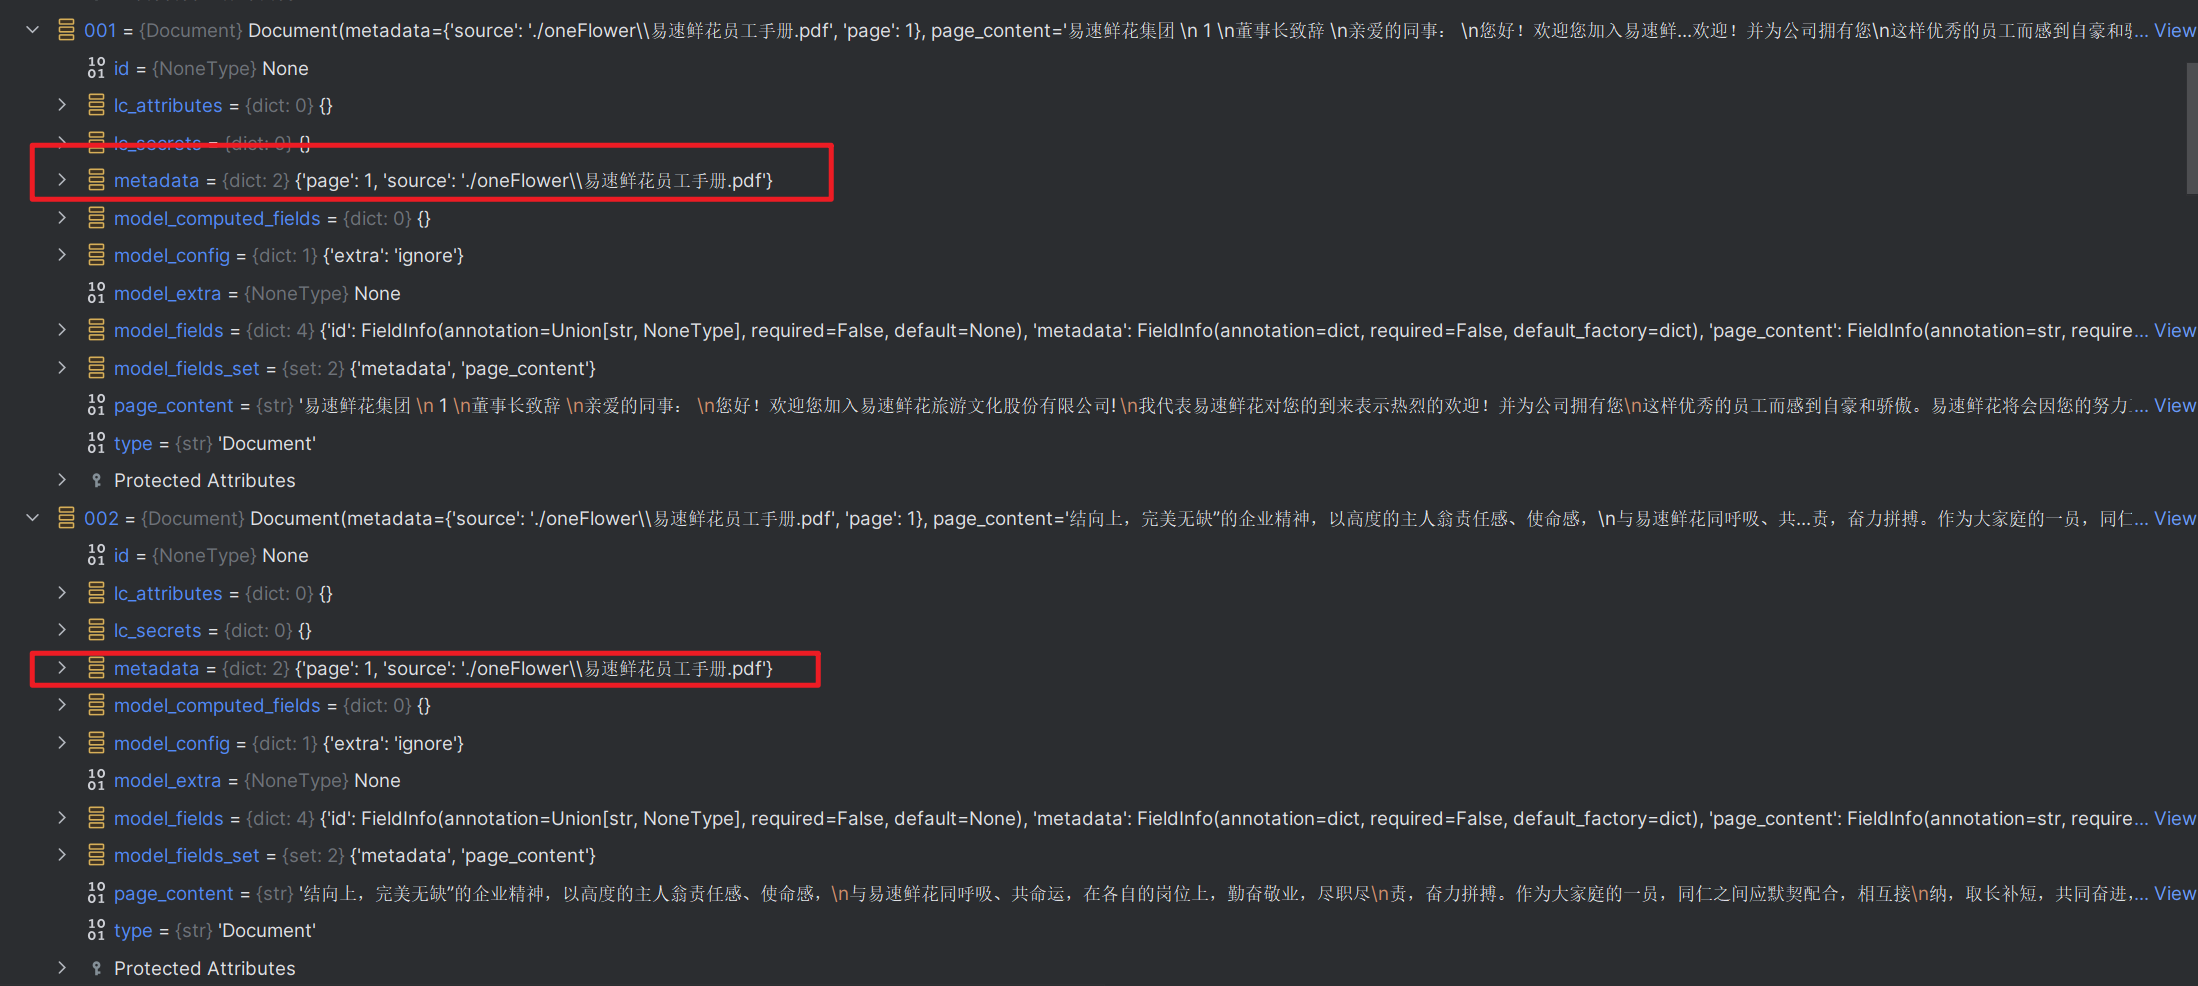 001 = {Document} Document(metadata={'source': './oneFlower\\易速鲜花员工手册.pdf', 'page': 1}, page_content='易速鲜花集团 \n 1 \n董事长致辞 \n亲爱的同事： \n您好！欢迎您加入易速鲜...欢迎！并为公司拥有您\n这样优秀的员工而感到自豪和... View
id = {NoneType} None
lc_attributes = {dict: 0} {}
lc_secrets = {dict: 0} {}
metadata = {dict: 2} {'page': 1, 'source': './oneFlower\\易速鲜花员工手册.pdf'}
model_computed_fields = {dict: 0} {}
model_config = {dict: 1} {'extra': 'ignore'}
model_extra = {NoneType} None
model_fields = {dict: 4} {'id': FieldInfo(annotation=Union[str, NoneType], required=False, default=None), 'metadata': FieldInfo(annotation=dict, required=False, default_factory=dict), 'page_content': FieldInfo(annotation=str, require... View
model_fields_set = {set: 2} {'metadata', 'page_content'}
page_content = {str} '易速鲜花集团 \n 1 \n董事长致辞 \n亲爱的同事： \n您好！欢迎您加入易速鲜花旅游文化股份有限公司! \n我代表易速鲜花对您的到来表示热烈的欢迎！并为公司拥有您\n这样优秀的员工而感到自豪和骄傲。易速鲜花将会因您的努力... View
type = {str} 'Document'
Protected Attributes
002 = {Document} Document(metadata={'source': './oneFlower\\易速鲜花员工手册.pdf', 'page': 1}, page_content='结向上，完美无缺”的企业精神，以高度的主人翁责任感、使命感，\n与易速鲜花同呼吸、共...责，奋力拼搏。作为大家庭的一员，同仁... View
id = {NoneType} None
lc_attributes = {dict: 0} {}
lc_secrets = {dict: 0} {}
metadata = {dict: 2} {'page': 1, 'source': './oneFlower\\易速鲜花员工手册.pdf'}
model_computed_fields = {dict: 0} {}
model_config = {dict: 1} {'extra': 'ignore'}
model_extra = {NoneType} None
model_fields = {dict: 4} {'id': FieldInfo(annotation=Union[str, NoneType], required=False, default=None), 'metadata': FieldInfo(annotation=dict, required=False, default_factory=dict), 'page_content': FieldInfo(annotation=str, require... View
model_fields_set = {set: 2} {'metadata', 'page_content'}
page_content = {str} '结向上，完美无缺”的企业精神，以高度的主人翁责任感、使命感，\n与易速鲜花同呼吸、共命运，在各自的岗位上，勤奋敬业，尽职尽\n责，奋力拼搏。作为大家庭的一员，同仁之间应默契配合，相互接\n纳，取长补短，共同奋进，... View
type = {str} 'Document'
Protected Attributes